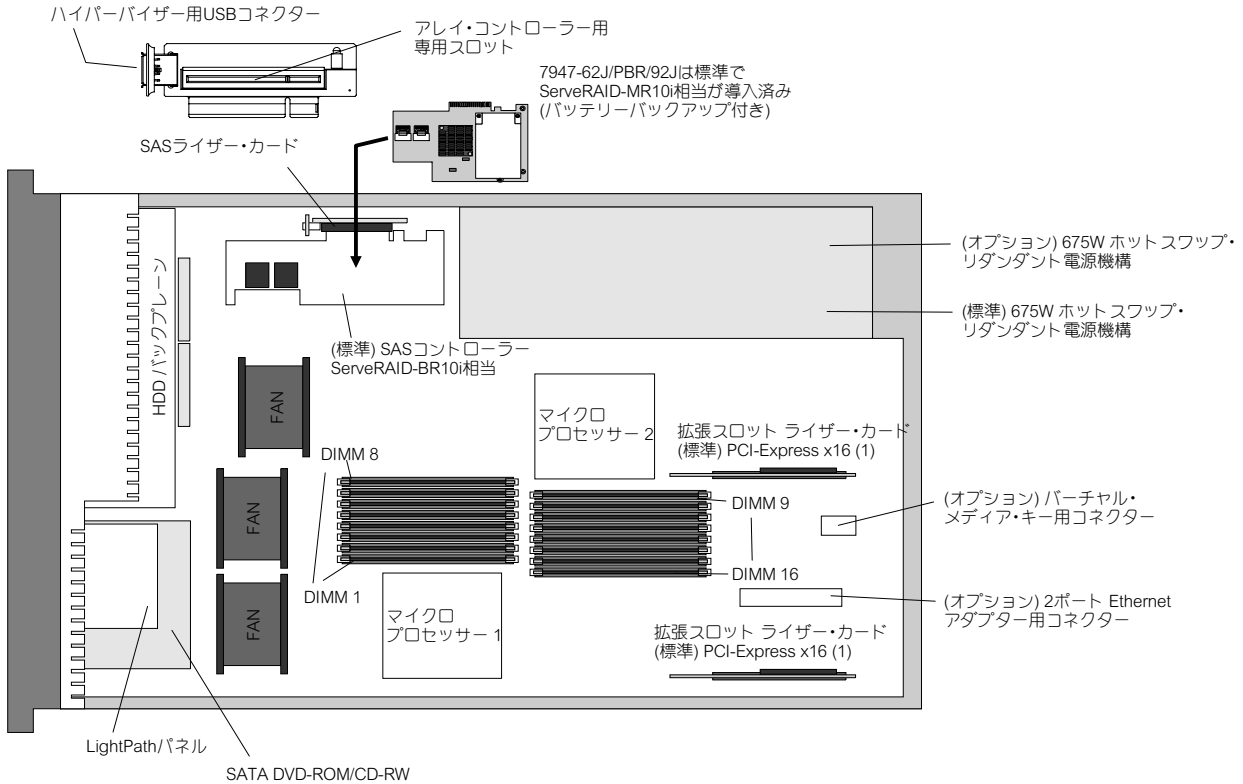 ハイパーバイザー用USBコネクター
アレイ・コントローラー用
専用スロット
7947-62J/PBR/92Jは標準で
ServeRAID-MR10i相当が導入済み
(バッテリーバックアップ付き)
SASライザー・カード
(オプション) 675W ホットスワップ・
リダンダント電源機構
(標準) 675W ホットスワップ・
リダンダント電源機構
HDD バックプレーン
(標準) SASコントローラー
ServeRAID-BR10i相当
FAN
マイクロ
プロセッサー 2
拡張スロット ライザー・カード
(標準) PCI-Express x16 (1)
DIMM 8
DIMM 9
(オプション) バーチャル・
メディア・キー用コネクター
FAN
DIMM 16
DIMM 1
FAN
マイクロ
プロセッサー 1
(オプション) 2ポート Ethernet
アダプター用コネクター
拡張スロット ライザー・カード
(標準) PCI-Express x16 (1)
LightPathパネル
SATA DVD-ROM/CD-RW